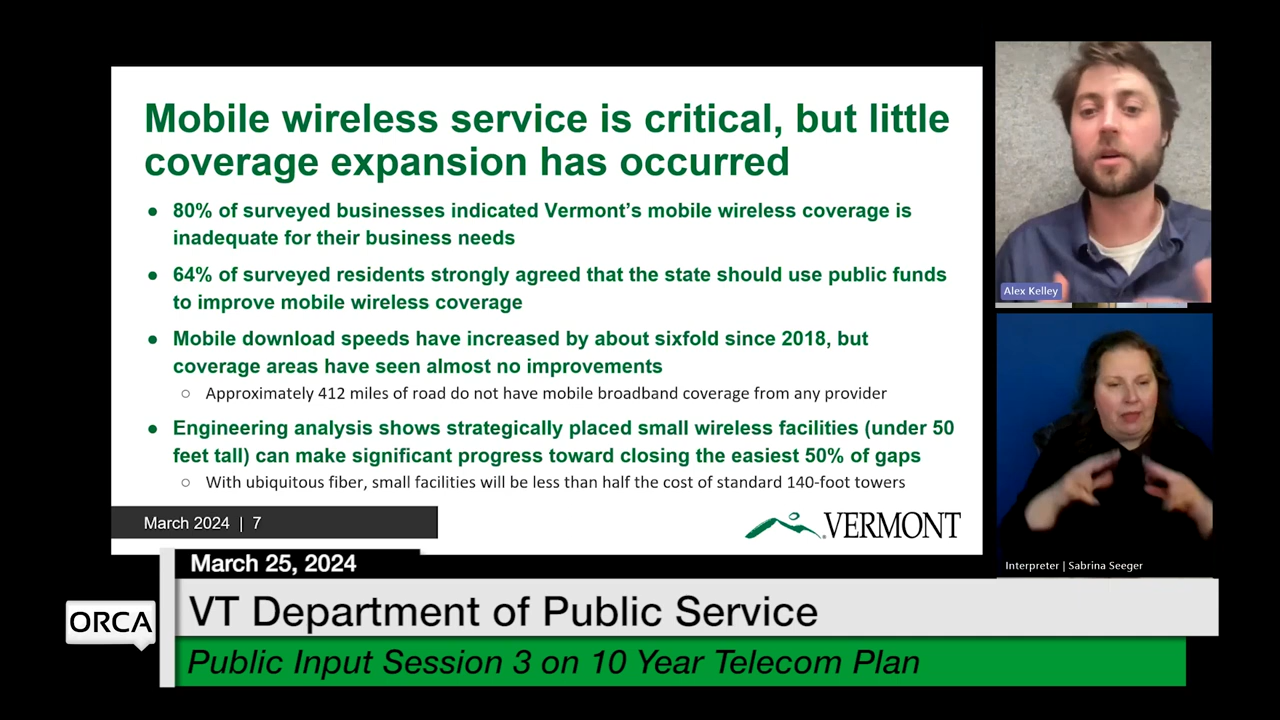 Mobile wireless service is critical, but little
coverage expansion has occurred
● 80% of surveyed businesses indicated Vermont’s mobile wireless coverage is
inadequate for their business needs
● 64% of surveyed residents strongly agreed that the state should use public funds
to improve mobile wireless coverage
● Mobile download speeds have increased by about sixfold since 2018, but
coverage areas have seen almost no improvements
○ Approximately 412 miles of road do not have mobile broadband coverage from any provider
● Engineering analysis shows strategically placed small wireless facilities (under 50
feet tall) can make significant progress toward closing the easiest 50% of gaps
○ With ubiquitous fiber, small facilities will be less than half the cost of standard 140-foot towers
March 2024 | 7
VERMONT
Alex Kelley
Interpreter | Sabrina Seeger
March 25, 2024
ORCA
VT Department of Public Service
Public Input Session 3 on 10 Year Telecom Plan